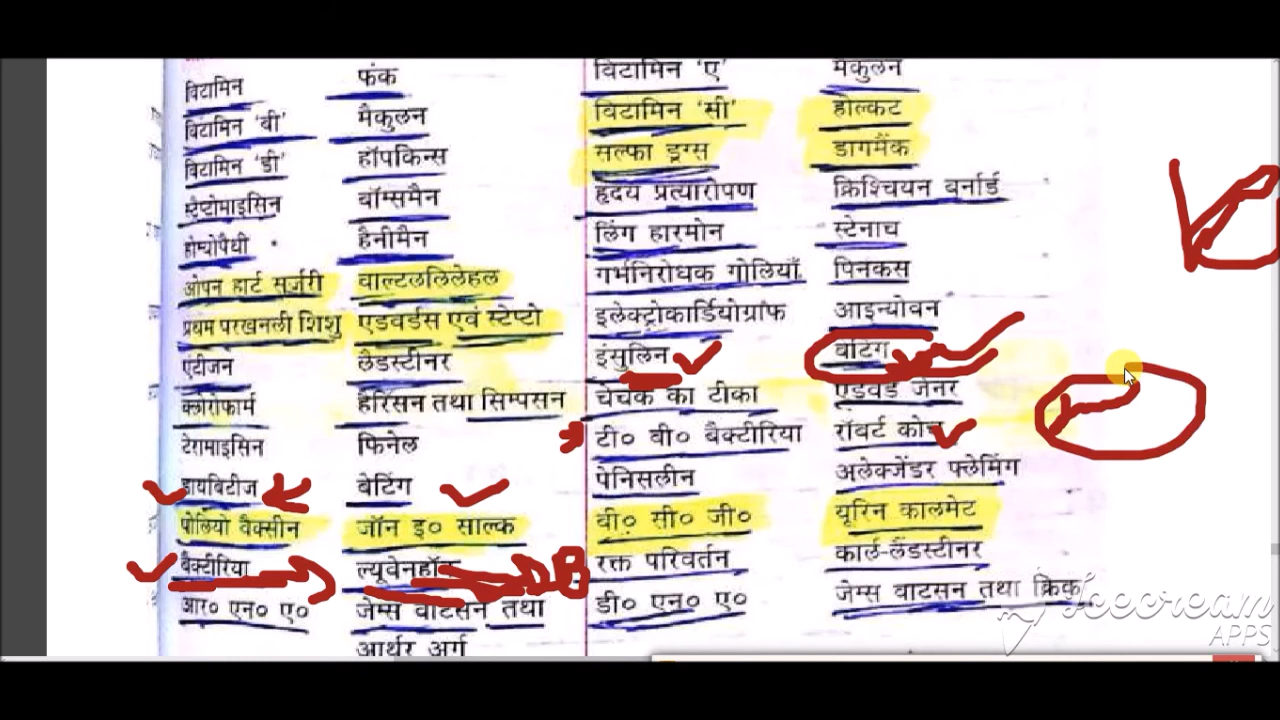 विटामिन फंक
विटामिन ‘बी’ मैकुलन
विटामिन ‘डी’ हॉपकिन्स
स्ट्रेप्टोमाइसिन बॉम्समैन
होम्योपैथी हैनीमैन
ओपन हार्ट सर्जरी वाल्टललिलेहल
प्रथम परखनली शिशु एडवर्ड्स एवं स्टेप्टो
एंटीजन लैडस्टीनर
क्लोरोफार्म हैरिसन तथा सिम्पसन
टेरामाइसिन फिनेल
डायबिटीज बेटिंग
पोलियो वैक्सीन जॉन इ० साल्क
बैक्टीरिया ल्यूवेनहॉक
आर० एन० ए० जेम्स वाटसन तथा
आर्थर अर्ग
विटामिन ‘ए’ मैकुलन
विटामिन ‘सी’ होल्कट
सल्फा ड्रग्स डागमैंक
हृदय प्रत्यारोपण क्रिश्चियन बर्नार्ड
लिंग हारमोन स्टेनाच
गर्भनिरोधक गोलियाँ पिनकस
इलेक्ट्रोकार्डियोग्राफ आइन्योवन
इंसुलिन बेटिंग
चेचक का टीका एडवर्ड जेनर
टी० बी० बैक्टीरिया रॉबर्ट कोच
पेनिसलीन अलेक्जेंडर फ्लेमिंग
बी० सी० जी० यूरिन कालमेट
रक्त परिवर्तन कार्ल-लैंडस्टीनर
डी० एन० ए० जेम्स वाटसन तथा क्रिक
Icecream
APPS